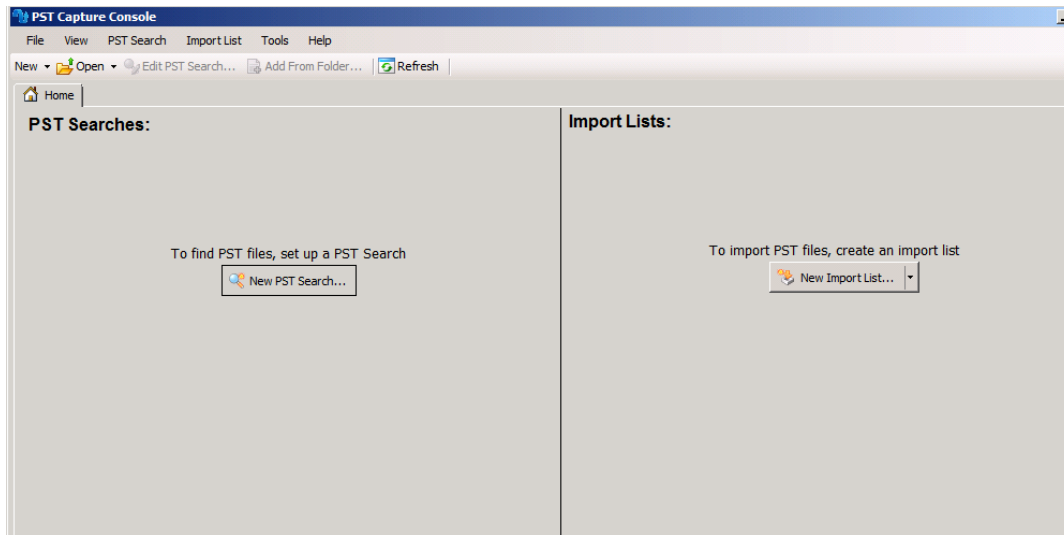 PST Capture Console
File View PST Search Import List Tools Help
New Open Edit PST Search... Add From Folder... Refresh
Home
PST Searches:
Import Lists:
To find PST files, set up a PST Search
New PST Search...
To import PST files, create an import list
New Import List...